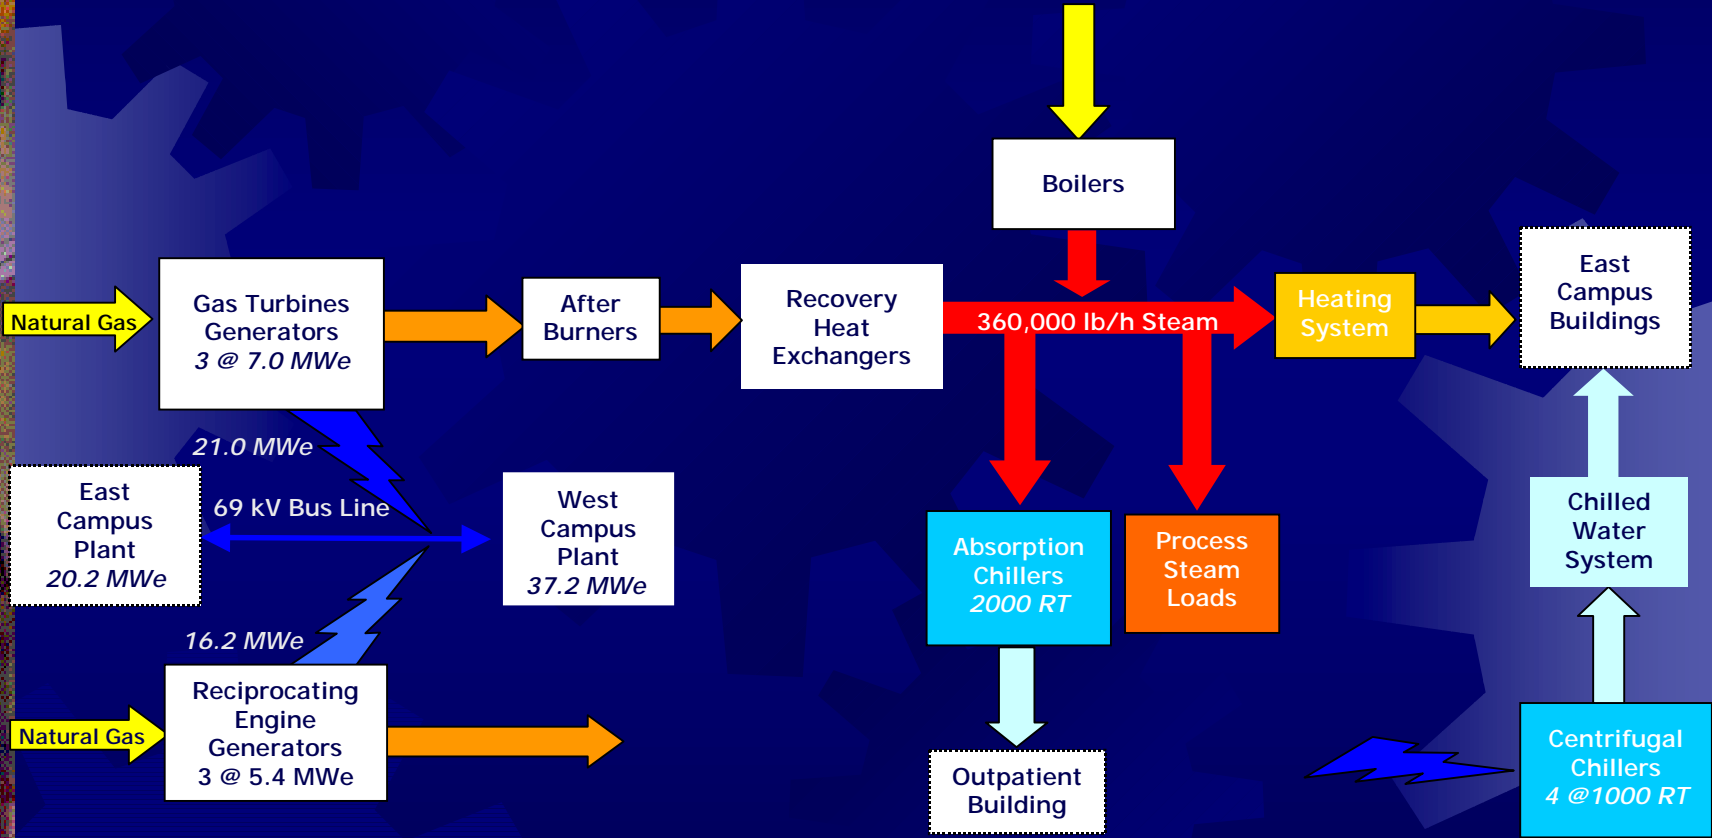 Boilers
Natural Gas
Gas Turbines
Generators
3 @ 7.0 MWe
After
Burners
Recovery
Heat
Exchangers
360,000 lb/h Steam
Heating
System
East
Campus
Buildings
21.0 MWe
East
Campus
Plant
20.2 MWe
69 kV Bus Line
West
Campus
Plant
37.2 MWe
Absorption
Chillers
2000 RT
Process
Steam
Loads
Chilled
Water
System
16.2 MWe
Natural Gas
Reciprocating
Engine
Generators
3 @ 5.4 MWe
Outpatient
Building
Centrifugal
Chillers
4 @1000 RT